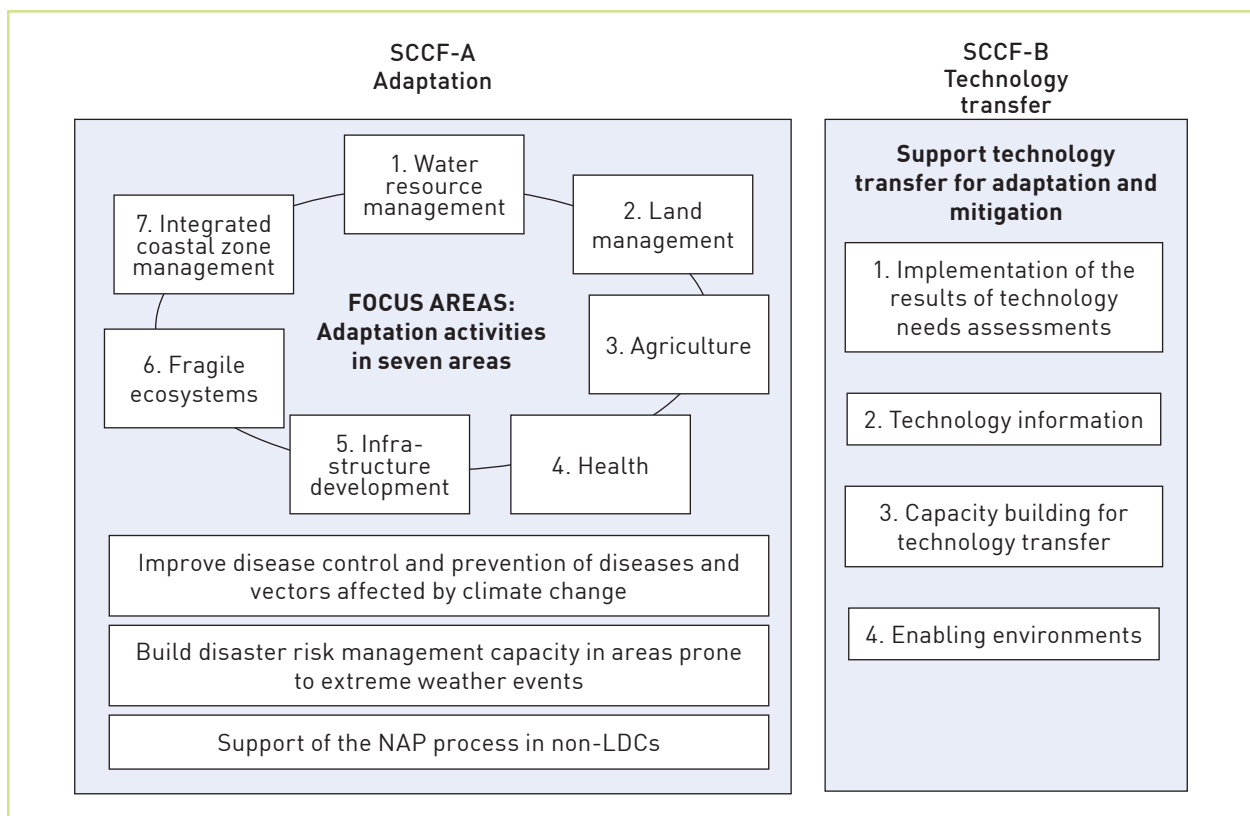 SCCF-A
Adaptation
1. Water
resource
management
2. Land
management
3. Agriculture
4. Health
5. Infra-
structure
development
6. Fragile
ecosystems
7. Integrated
coastal zone
management
FOCUS AREAS:
Adaptation activities
in seven areas
Improve disease control and prevention of diseases and
vectors affected by climate change
Build disaster risk management capacity in areas prone
to extreme weather events
Support of the NAP process in non-LDCs
SCCF-B
Technology
transfer
Support technology
transfer for adaptation and
mitigation
1. Implementation of the
results of technology
needs assessments
2. Technology information
3. Capacity building for
technology transfer
4. Enabling environments